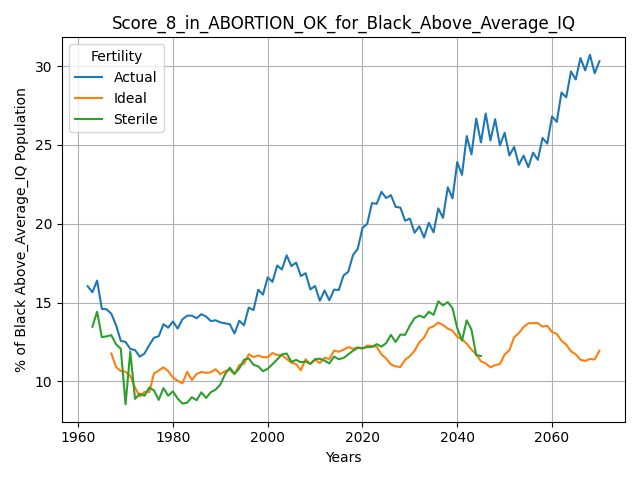 Score_8_in_ABORTION_OK_for_Black_Above_Average_IQ
Fertility
Actual
Ideal
Sterile
% of Black Above_Average_IQ Population
30
25
20
15
10
1960
1980
2000
2020
2040
2060
Years